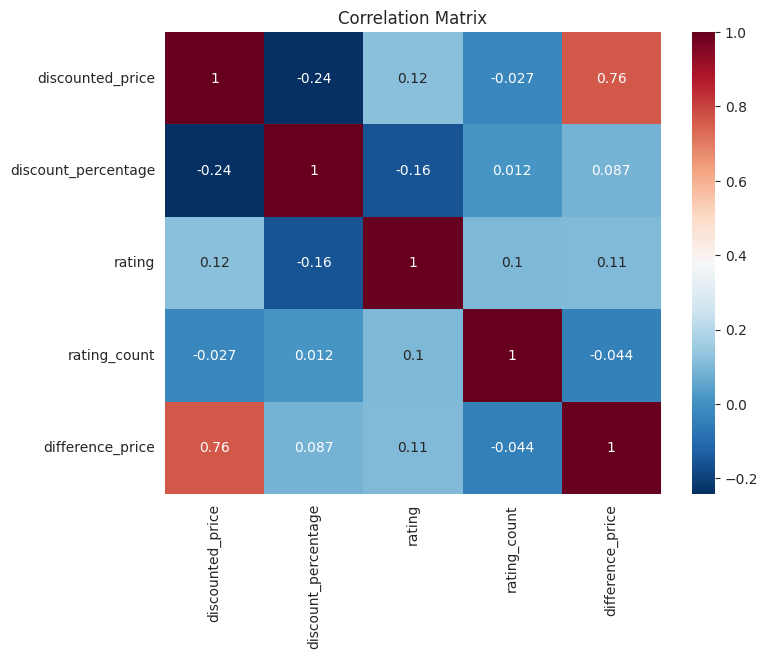 Correlation Matrix
discounted_price 1 -0.24 0.12 -0.027 0.76
discount_percentage -0.24 1 -0.16 0.012 0.087
rating 0.12 -0.16 1 0.1 0.11
rating_count -0.027 0.012 0.1 1 -0.044
difference_price 0.76 0.087 0.11 -0.044 1
discounted_price
discount_percentage
rating
rating_count
difference_price
1.0
0.8
0.6
0.4
0.2
0.0
−0.2